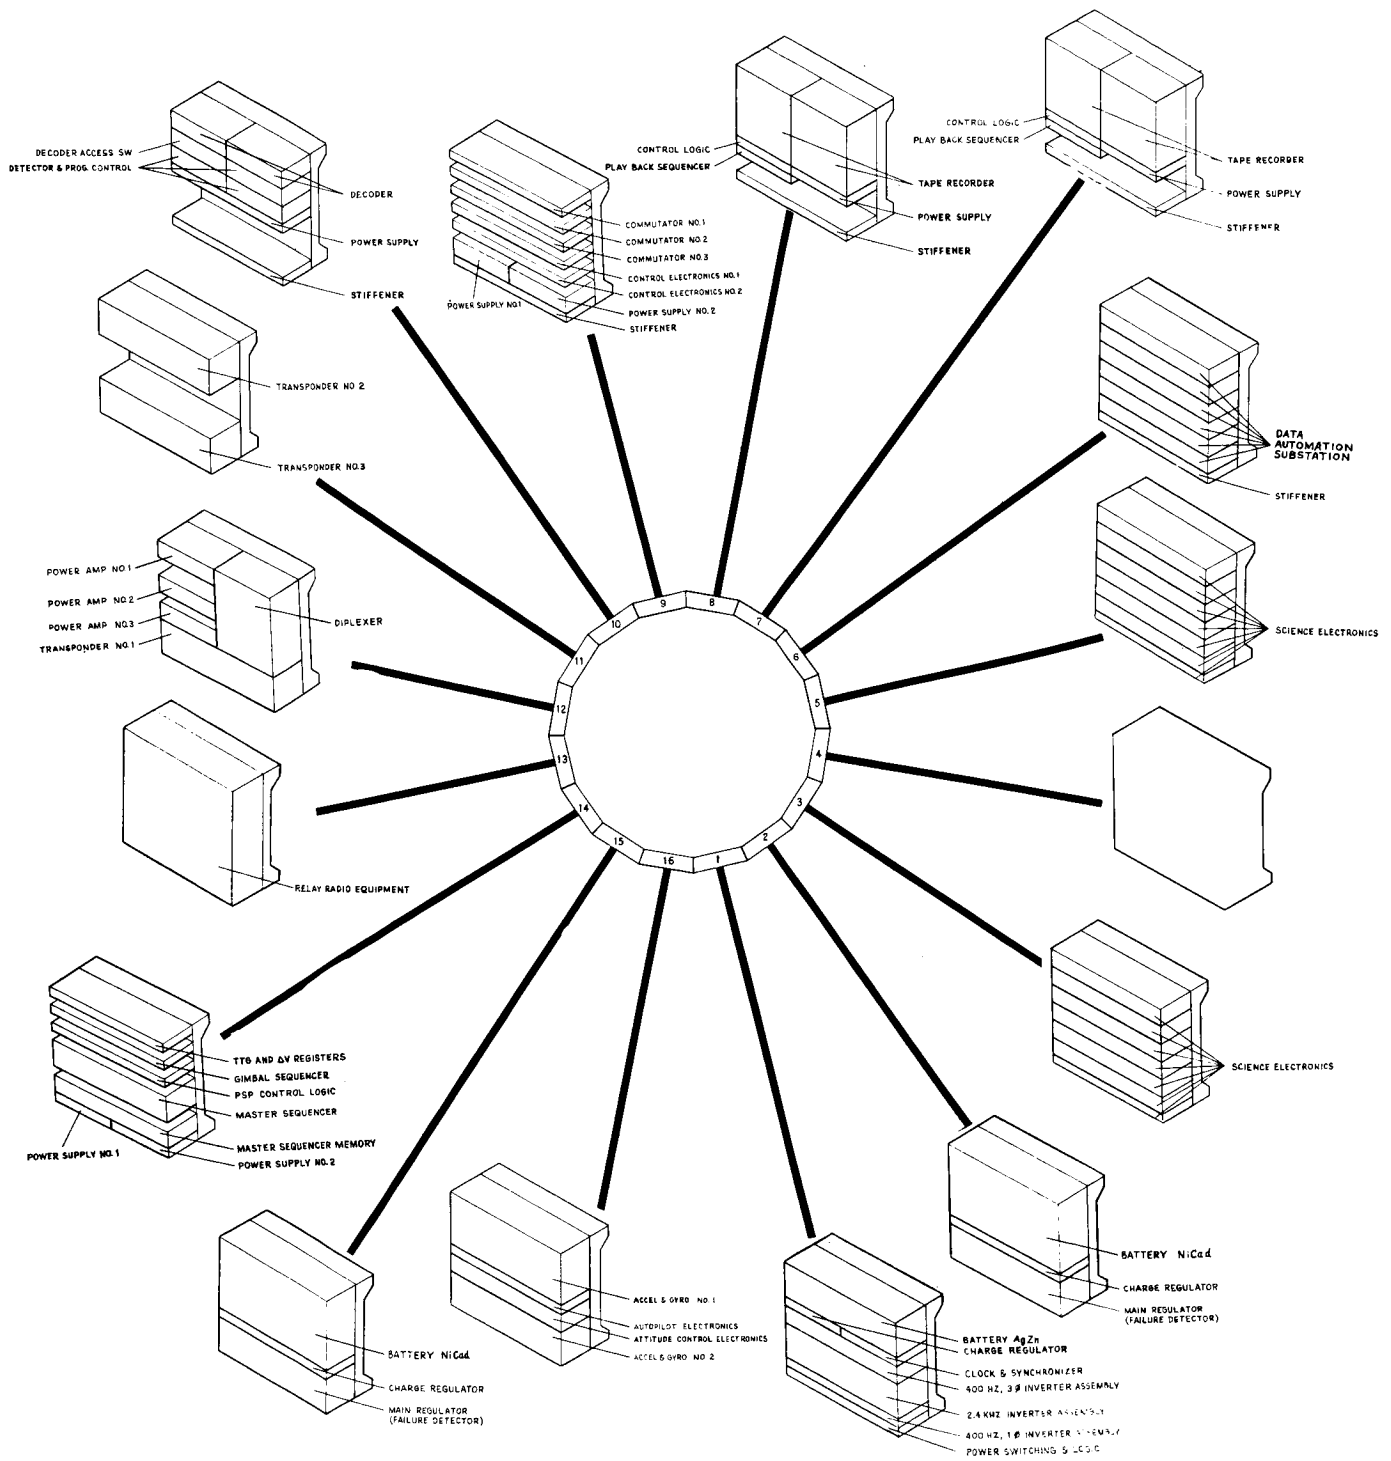 DECODER ACCESS SW
DETECTOR & PROG. CONTROL
DECODER
POWER SUPPLY
STIFFENER
COMMUTATOR NO.1
COMMUTATOR NO.2
COMMUTATOR NO.3
CONTROL ELECTRONICS NO.1
CONTROL ELECTRONICS NO.2
POWER SUPPLY NO.1
POWER SUPPLY NO.2
STIFFENER
CONTROL LOGIC
PLAY BACK SEQUENCER
TAPE RECORDER
POWER SUPPLY
STIFFENER
CONTROL LOGIC
PLAY BACK SEQUENCER
TAPE RECORDER
POWER SUPPLY
STIFFENER
TRANSPONDER NO.2
TRANSPONDER NO.3
DATA
AUTOMATION
SUBSTATION
STIFFENER
POWER AMP NO.1
POWER AMP NO.2
POWER AMP NO.3
TRANSPONDER NO.1
DIPLEXER
SCIENCE ELECTRONICS
9
8
10
7
11
6
12
5
13
4
14
3
15
2
16
1
RELAY RADIO EQUIPMENT
SCIENCE ELECTRONICS
TTG AND ΔV REGISTERS
GIMBAL SEQUENCER
PSP CONTROL LOGIC
MASTER SEQUENCER
MASTER SEQUENCER MEMORY
POWER SUPPLY NO.1
POWER SUPPLY NO.2
BATTERY NiCad
CHARGE REGULATOR
MAIN REGULATOR
(FAILURE DETECTOR)
ACCEL & GYRO NO.1
AUTOPILOT ELECTRONICS
ATTITUDE CONTROL ELECTRONICS
ACCEL & GYRO NO.2
BATTERY AgZn
CHARGE REGULATOR
CLOCK & SYNCHRONIZER
400 HZ, 3Ø INVERTER ASSEMBLY
2.4 KHZ INVERTER ASSEMBLY
400 HZ, 1Ø INVERTER ASSEMBLY
POWER SWITCHING & LOGIC
BATTERY NiCad
CHARGE REGULATOR
MAIN REGULATOR
(FAILURE DETECTOR)